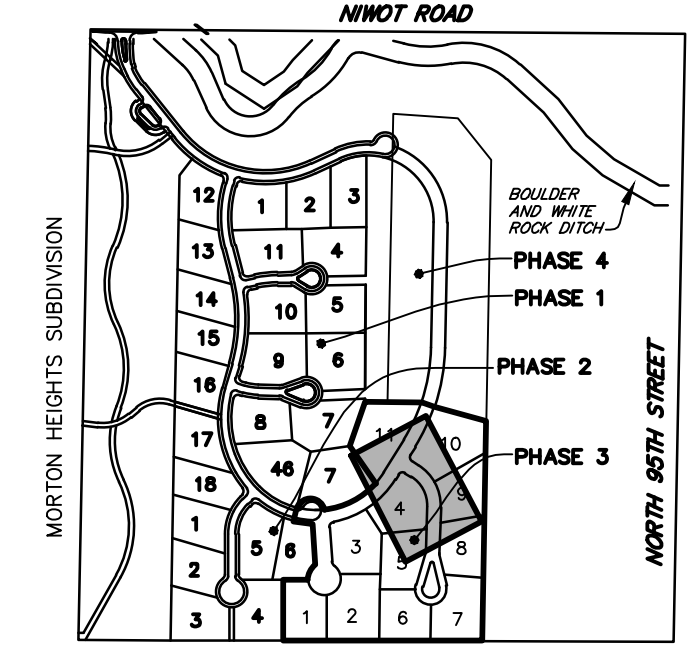 NIWOT ROAD
BOULDER
AND WHITE
ROCK DITCH
PHASE 4
PHASE 1
PHASE 2
PHASE 3
MORTON HEIGHTS SUBDIVISION
NORTH 95TH STREET
12 1 2 3
13 11 4
14 10 5
15 9 6
16 8 7
17 46 7 11 10
18 4 9
1 5 6 3 5 8
2
3 4 1 2 6 7